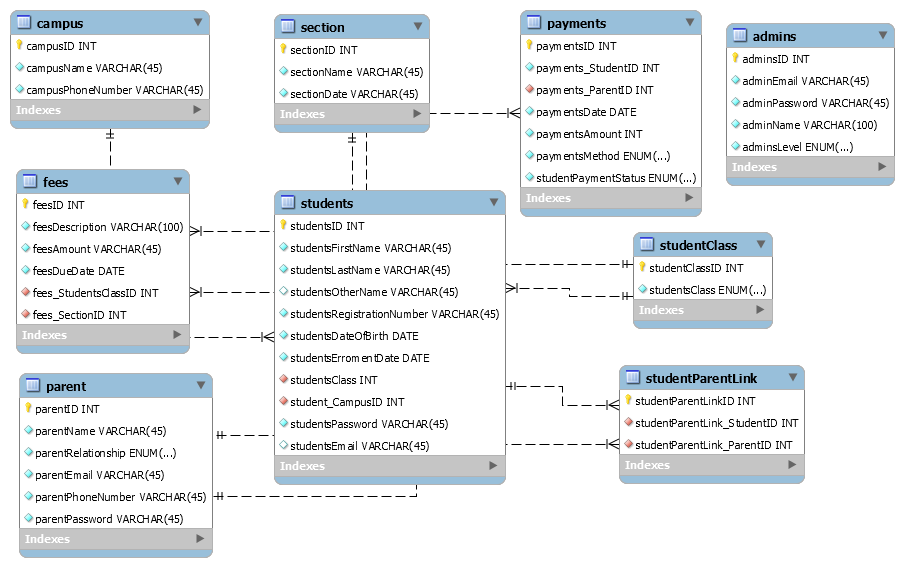 campus
campusID INT
campusName VARCHAR(45)
campusPhoneNumber VARCHAR(45)
Indexes
section
sectionID INT
sectionName VARCHAR(45)
sectionDate VARCHAR(45)
Indexes
payments
paymentsID INT
payments_StudentID INT
payments_ParentID INT
paymentsDate DATE
paymentsAmount INT
paymentsMethod ENUM(...)
studentPaymentStatus ENUM(...)
Indexes
admins
adminsID INT
adminEmail VARCHAR(45)
adminPassword VARCHAR(45)
adminName VARCHAR(100)
adminsLevel ENUM(...)
Indexes
fees
feesID INT
feesDescription VARCHAR(100)
feesAmount VARCHAR(45)
feesDueDate DATE
fees_StudentsClassID INT
fees_SectionID INT
Indexes
students
studentsID INT
studentsFirstName VARCHAR(45)
studentsLastName VARCHAR(45)
studentsOtherName VARCHAR(45)
studentsRegistrationNumber VARCHAR(45)
studentsDateOfBirth DATE
studentsErromentDate DATE
studentsClass INT
student_CampusID INT
studentsPassword VARCHAR(45)
studentsEmail VARCHAR(45)
Indexes
studentClass
studentClassID INT
studentsClass ENUM(...)
Indexes
parent
parentID INT
parentName VARCHAR(45)
parentRelationship ENUM(...)
parentEmail VARCHAR(45)
parentPhoneNumber VARCHAR(45)
parentPassword VARCHAR(45)
Indexes
studentParentLink
studentParentLinkID INT
studentParentLink_StudentID INT
studentParentLink_ParentID INT
Indexes